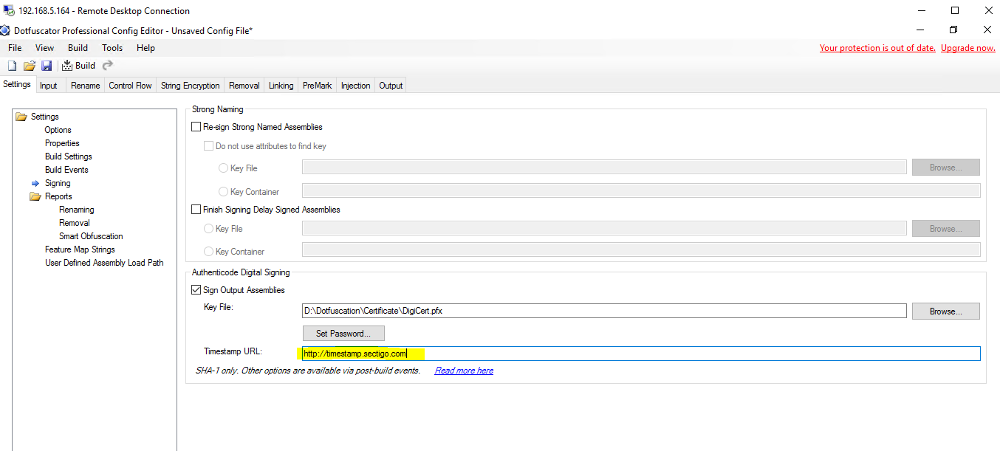 192.168.5.164 - Remote Desktop Connection
Dotfuscator Professional Config Editor - Unsaved Config File*
File View Build Tools Help Your protection is out of date. Upgrade now.
Build
Settings Input Rename Control Flow String Encryption Removal Linking PreMark Injection Output
Settings
Options
Properties
Build Settings
Build Events
Signing
Reports
Renaming
Removal
Smart Obfuscation
Feature Map Strings
User Defined Assembly Load Path
Strong Naming
Re-sign Strong Named Assemblies
Do not use attributes to find key
Key File Browse...
Key Container
Finish Signing Delay Signed Assemblies
Key File Browse...
Key Container
Authenticode Digital Signing
Sign Output Assemblies
Key File: D:\Dotfuscation\Certificate\DigiCert.pfx Browse...
Set Password...
Timestamp URL: http://timestamp.sectigo.com
SHA-1 only. Other options are available via post-build events. Read more here